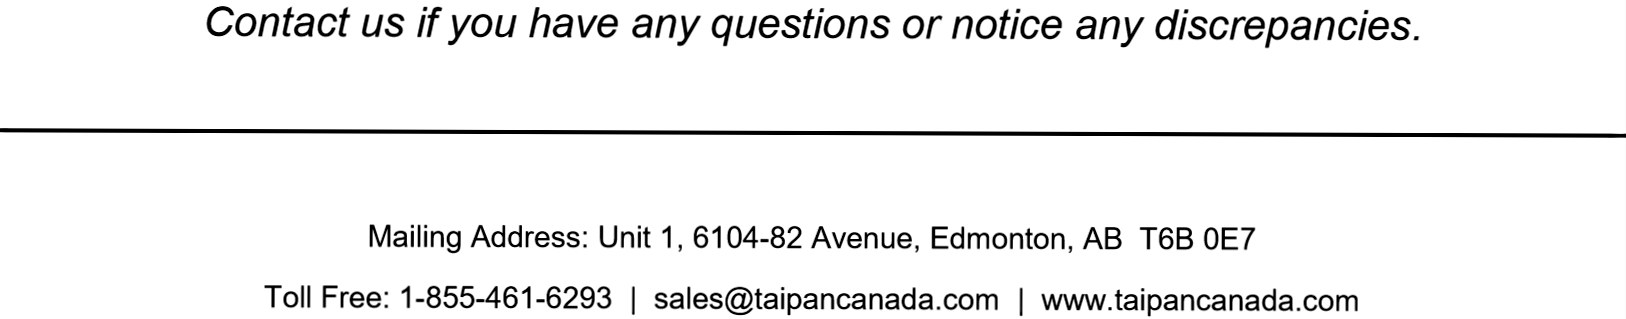 Contact us if you have any questions or notice any discrepancies.
Mailing Address: Unit 1, 6104-82 Avenue, Edmonton, AB  T6B 0E7
Toll Free: 1-855-461-6293  |  sales@taipancanada.com  |  www.taipancanada.com